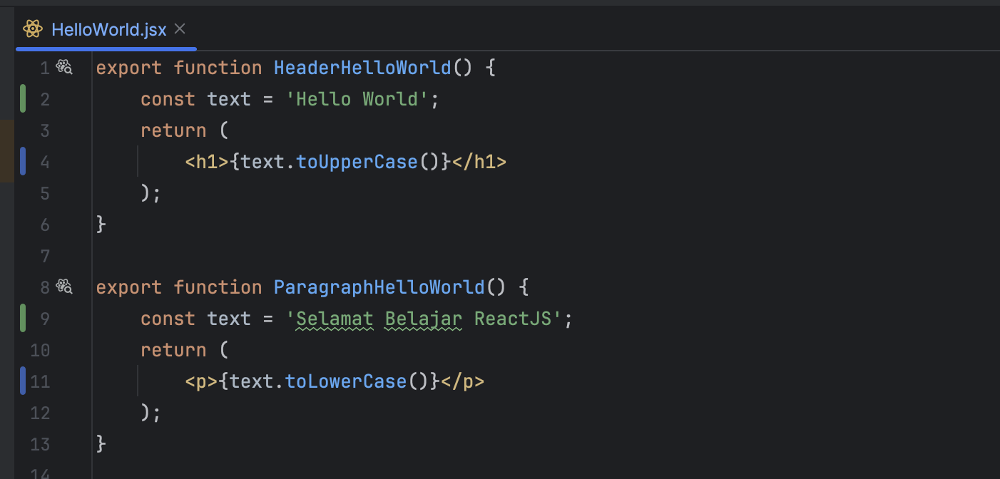 HelloWorld.jsx
1 export function HeaderHelloWorld() {
2     const text = 'Hello World';
3     return (
4         <h1>{text.toUpperCase()}</h1>
5     );
6 }
7
8 export function ParagraphHelloWorld() {
9     const text = 'Selamat Belajar ReactJS';
10     return (
11         <p>{text.toLowerCase()}</p>
12     );
13 }
14